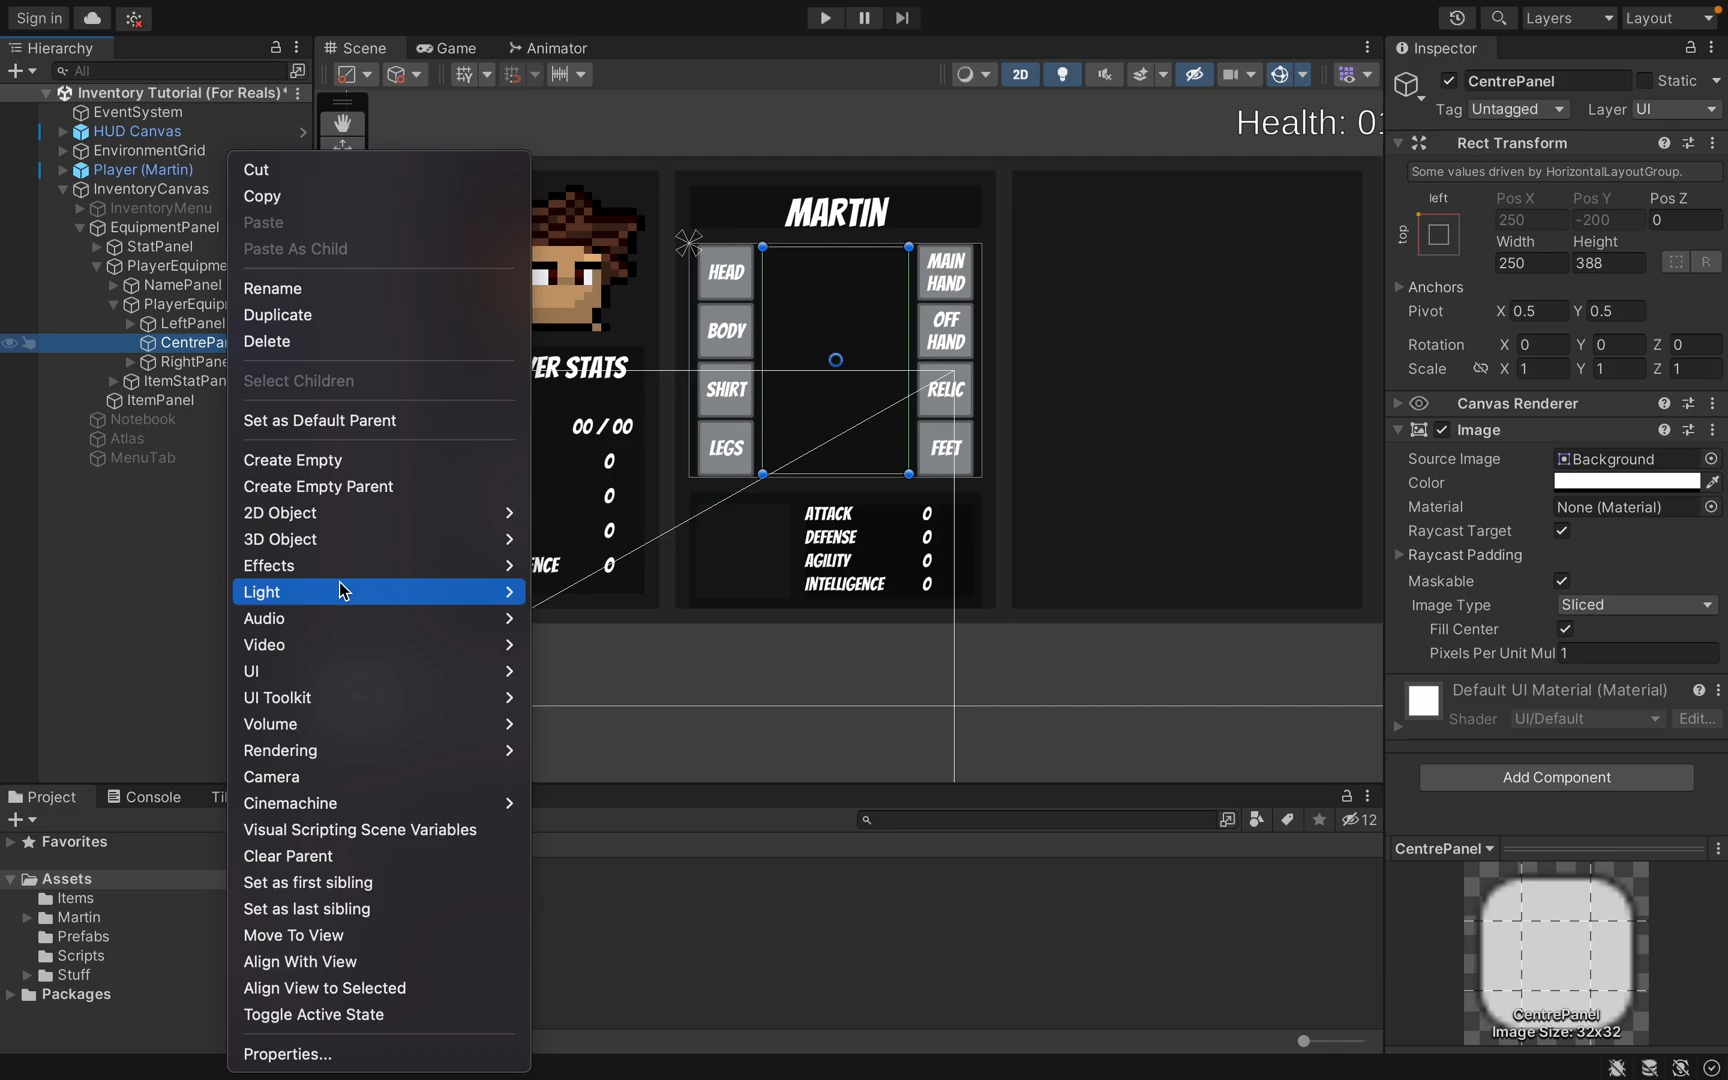 Sign in
Layers
Layout
Hierarchy
Scene
Game
Animator
Inspector
All
2D
CentrePanel
Static
Inventory Tutorial (For Reals)*
Tag Untagged
Layer UI
EventSystem
HUD Canvas
EnvironmentGrid
Player (Martin)
InventoryCanvas
InventoryMenu
EquipmentPanel
StatPanel
PlayerEquipme
NamePanel
PlayerEquip
LeftPanel
CentrePa
RightPane
ItemStatPan
ItemPanel
Notebook
Atlas
MenuTab
Cut
Copy
Paste
Paste As Child
Rename
Duplicate
Delete
Select Children
Set as Default Parent
Create Empty
Create Empty Parent
2D Object
3D Object
Effects
Light
Audio
Video
UI
UI Toolkit
Volume
Rendering
Camera
Cinemachine
Visual Scripting Scene Variables
Clear Parent
Set as first sibling
Set as last sibling
Move To View
Align With View
Align View to Selected
Toggle Active State
Properties...
Health: 01
MARTIN
HEAD
BODY
SHIRT
LEGS
MAIN
HAND
OFF
HAND
RELIC
FEET
ER STATS
00 / 00
0
0
0
NCE 0
ATTACK 0
DEFENSE 0
AGILITY 0
INTELLIGENCE 0
Rect Transform
Some values driven by HorizontalLayoutGroup.
left
top
Pos X Pos Y Pos Z
250 -200 0
Width Height
250 388
R
Anchors
Pivot X 0.5 Y 0.5
Rotation X 0 Y 0 Z 0
Scale X 1 Y 1 Z 1
Canvas Renderer
Image
Source Image Background
Color
Material None (Material)
Raycast Target
Raycast Padding
Maskable
Image Type Sliced
Fill Center
Pixels Per Unit Mul 1
Default UI Material (Material)
Shader UI/Default Edit...
Add Component
CentrePanel
CentrePanel
Image Size: 32x32
Project
Console
Til
12
Favorites
Assets
Items
Martin
Prefabs
Scripts
Stuff
Packages